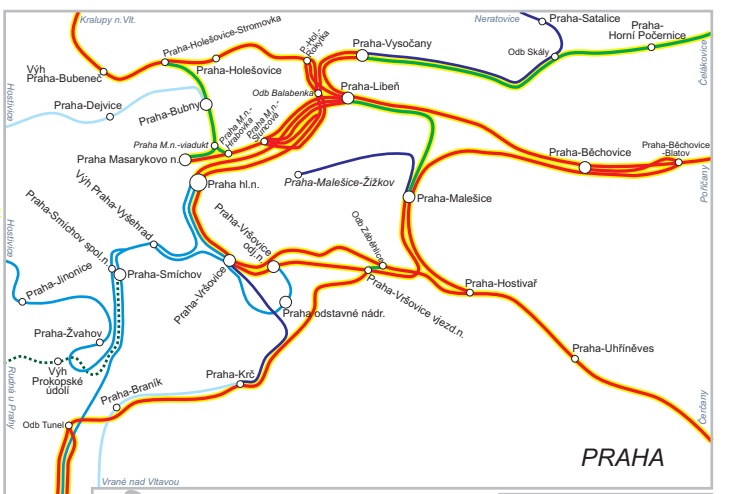 Kralupy n.Vlt.
Neratovice
Praha-Satalice
Praha-
Horní Počernice
Praha-Holešovice-Stromovka
P.-Hol.-
Rokytka
Praha-Vysočany
Odb Skály
Čelákovice
Výh
Praha-Bubeneč
Praha-Holešovice
Praha-Libeň
Odb Balabenka
Hostivice
Praha-Dejvice
Praha-Bubny
Praha M.n.-
Hrabovka
Praha M.n.-
Sluncová
Praha M.n.-viadukt
Praha Masarykovo n.
Praha-Běchovice
Praha-Běchovice
-Blatov
Poříčany
Praha hl.n.
Praha-Malešice-Žižkov
Praha-Malešice
Výh Praha-Vyšehrad
Praha-Smíchov spol.n.
Praha-Vršovice
odj.n.
Odb Záběhlice
Hostivice
Praha-Jinonice
Praha-Smíchov
Praha-Vršovice
Praha odstavné nádr.
Praha-Vršovice vjezd.n.
Praha-Hostivař
Praha-Žvahov
Praha-Uhříněves
Výh
Prokopské
údolí
Rudná u Prahy
Praha-Krč
Praha-Braník
Odb Tunel
Čerčany
PRAHA
Vrané nad Vltavou